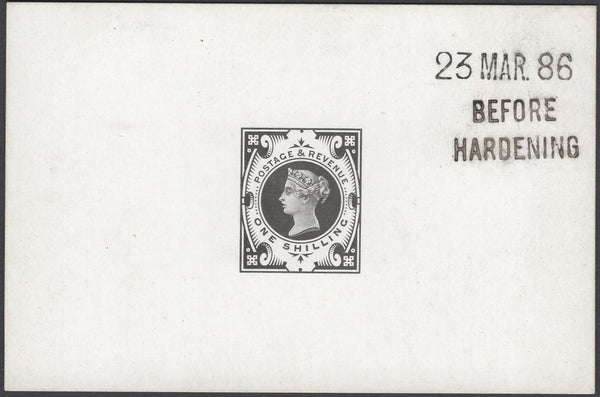 23 MAR. 86
BEFORE
HARDENING
POSTAGE & REVENUE
ONE SHILLING